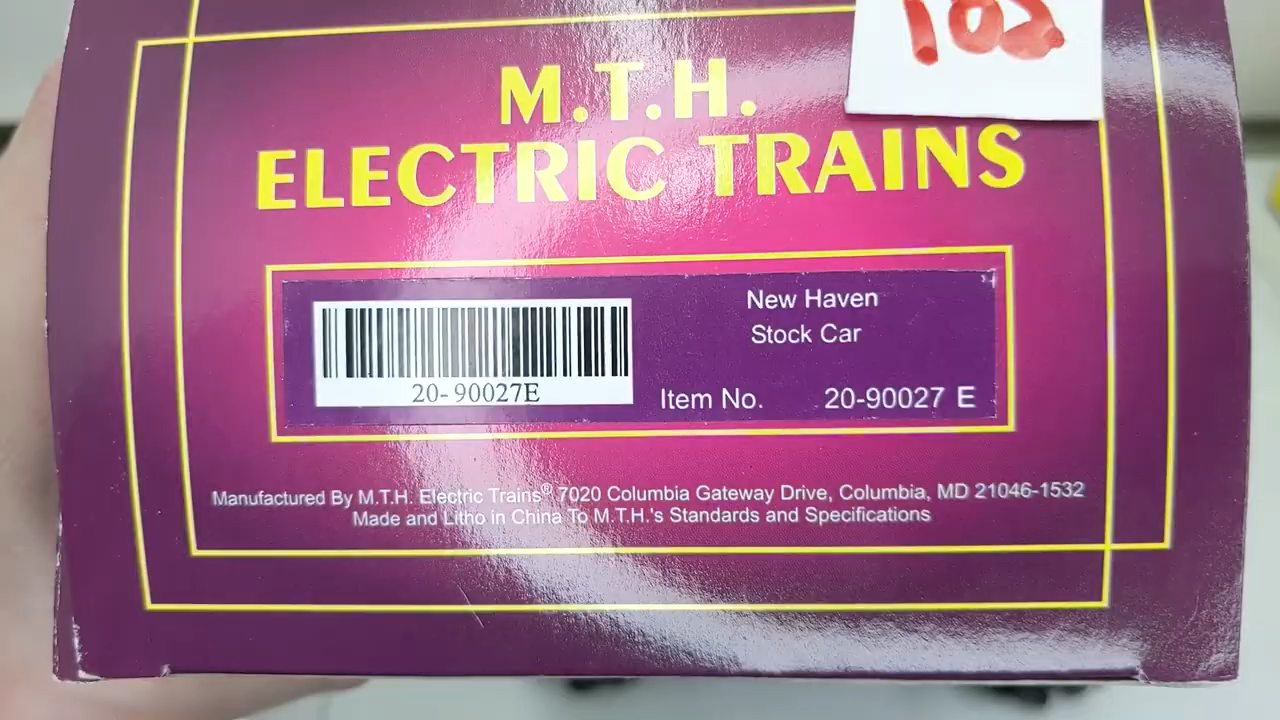 102
M.T.H.
ELECTRIC TRAINS
New Haven
Stock Car
20-90027E
Item No. 20-90027 E
Manufactured By M.T.H. Electric Trains® 7020 Columbia Gateway Drive, Columbia, MD 21046-1532
Made and Litho in China To M.T.H.'s Standards and Specifications